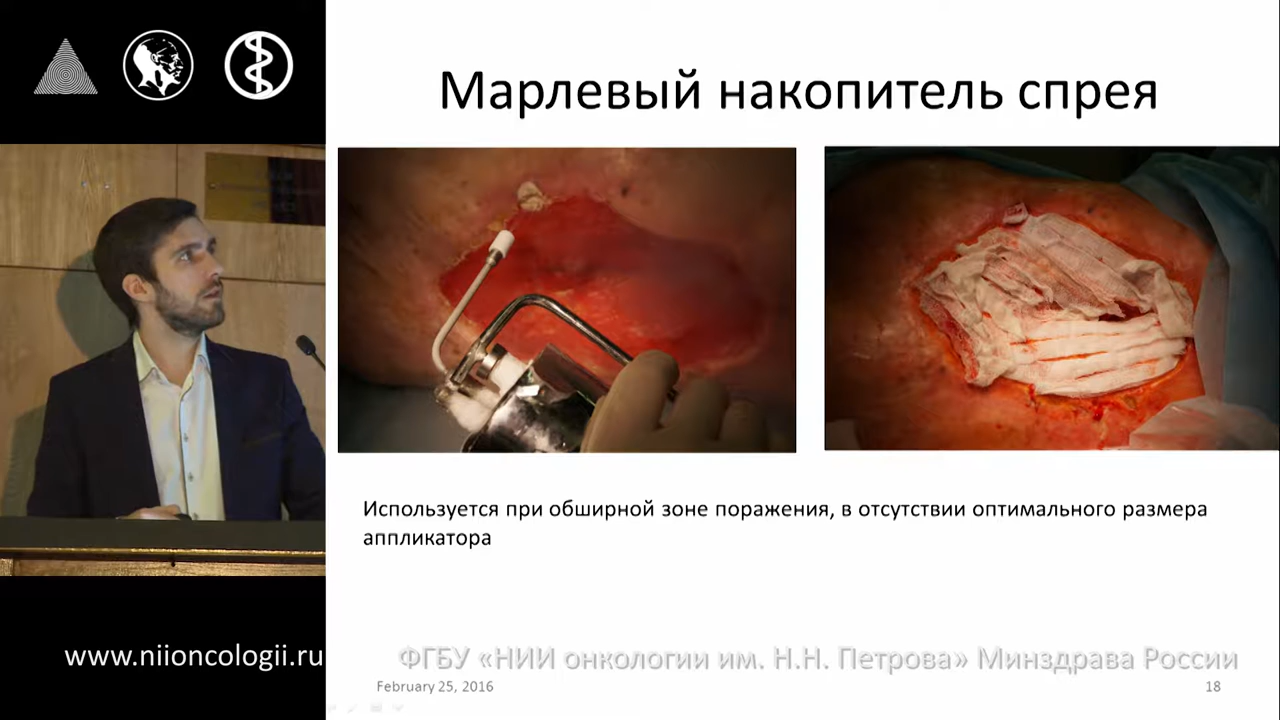 Марлевый накопитель спрея
Используется при обширной зоне поражения, в отсутствии оптимального размера
аппликатора
www.niioncologii.ru
ФГБУ «НИИ онкологии им. Н.Н. Петрова» Минздрава России
February 25, 2016
18